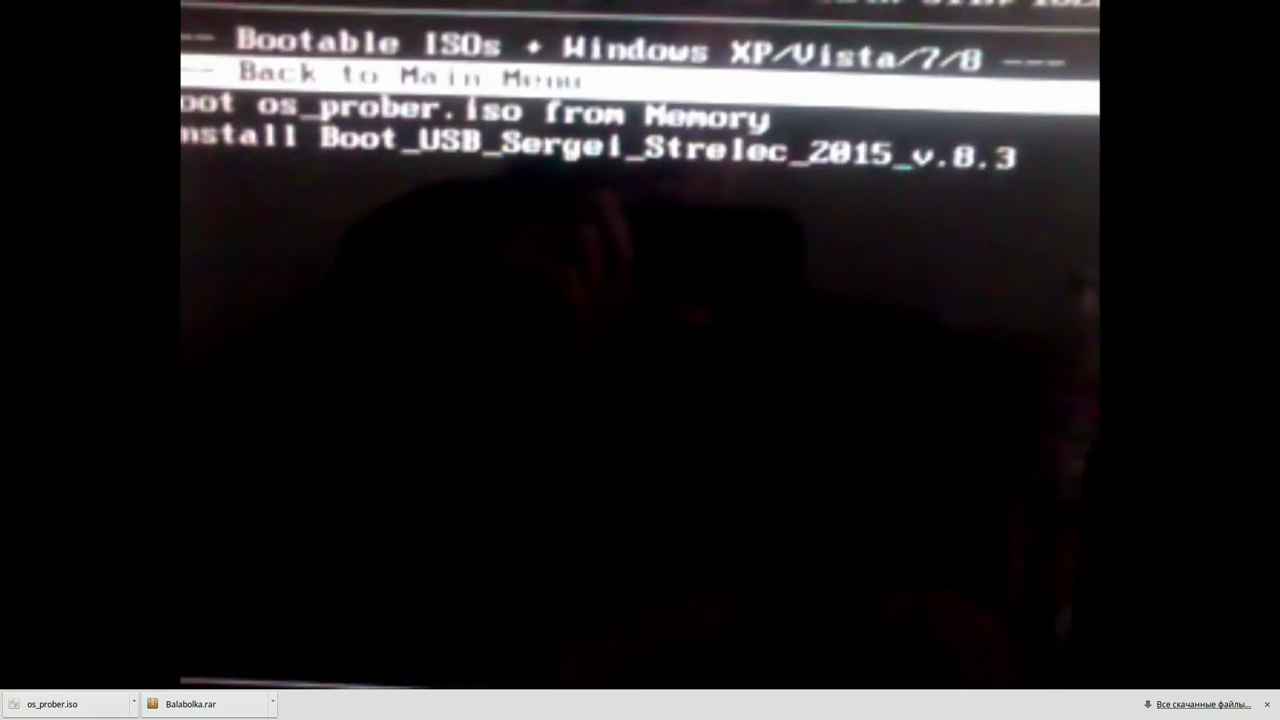 -- Bootable ISOs + Windows XP/Vista/7/8 ---
-- Back to Main Menu
oot os_prober.iso from Memory
nstall Boot_USB_Sergei_Strelec_2015_v.8.3
os_prober.iso
Balabolka.rar
Все скачанные файлы...